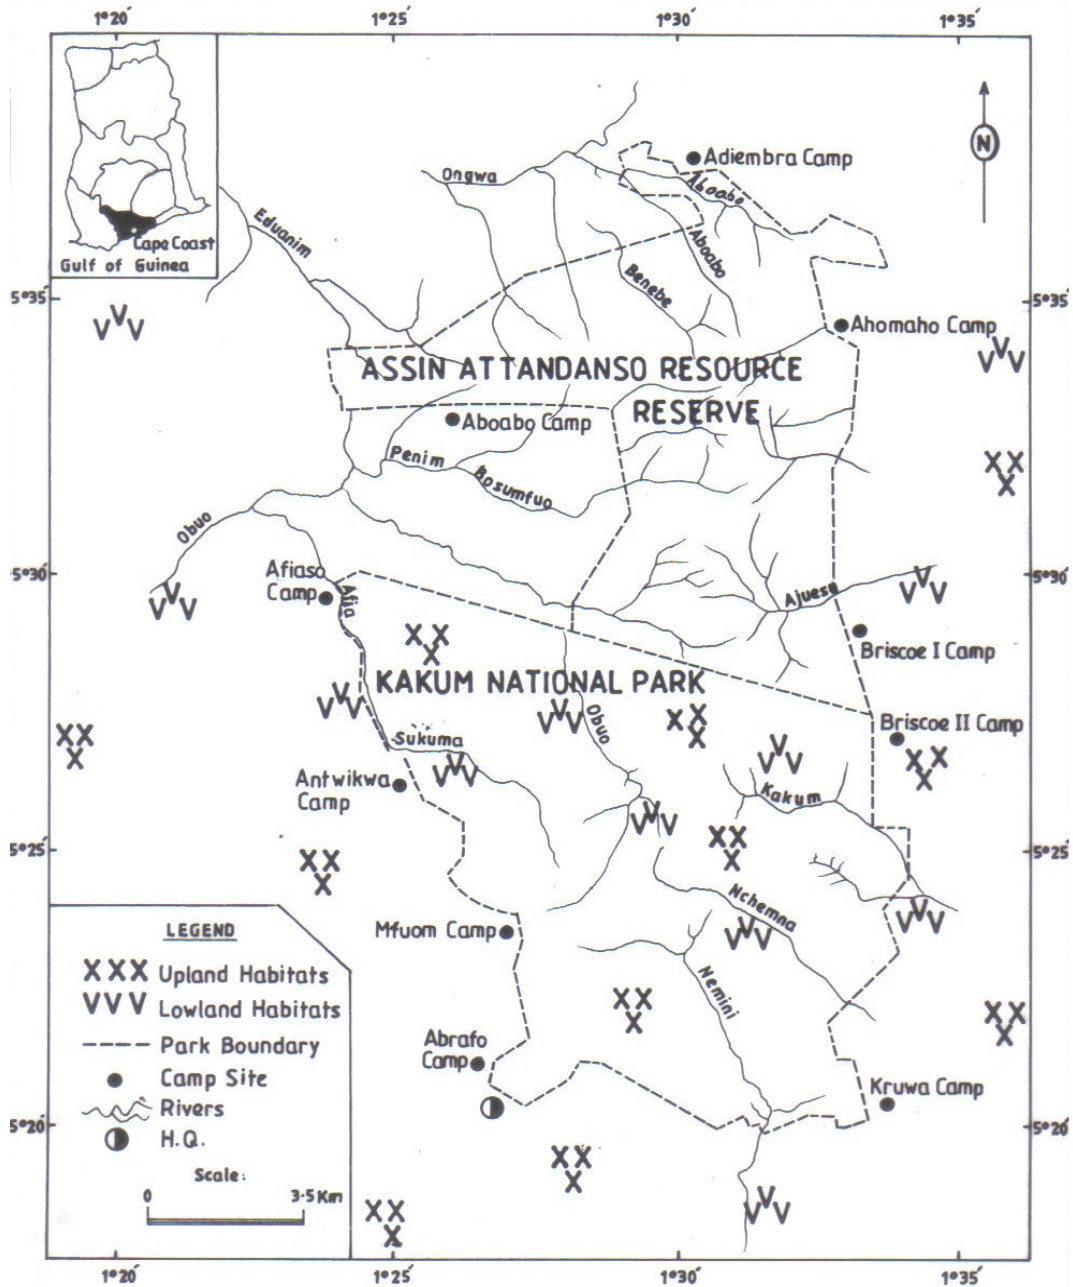 1°20′
1°25′
1°30′
1°35′
N
Cape Coast
Gulf of Guinea
Ongwa
Adiembra Camp
Aboabo
Eduanim
Aboabo
Benebe
5°35′
5°35′
Ahomaho Camp
ASSIN ATTANDANSO RESOURCE
RESERVE
Aboabo Camp
Penim
Bosumfuo
Obuo
5°30′
5°30′
Afiaso
Camp
Afia
Ajuesu
Briscoe I Camp
KAKUM NATIONAL PARK
Obuo
Briscoe II Camp
Sukuma
Antwikwa
Camp
Kakum
5°25′
5°25′
Nchemna
Mfuom Camp
Nemini
Abrafo
Camp
Kruwa Camp
5°20′
5°20′
LEGEND
XXX Upland Habitats
VVV Lowland Habitats
Park Boundary
Camp Site
Rivers
H.Q.
Scale:
0 3·5Km
1°20′
1°26′
1°30′
1°35′